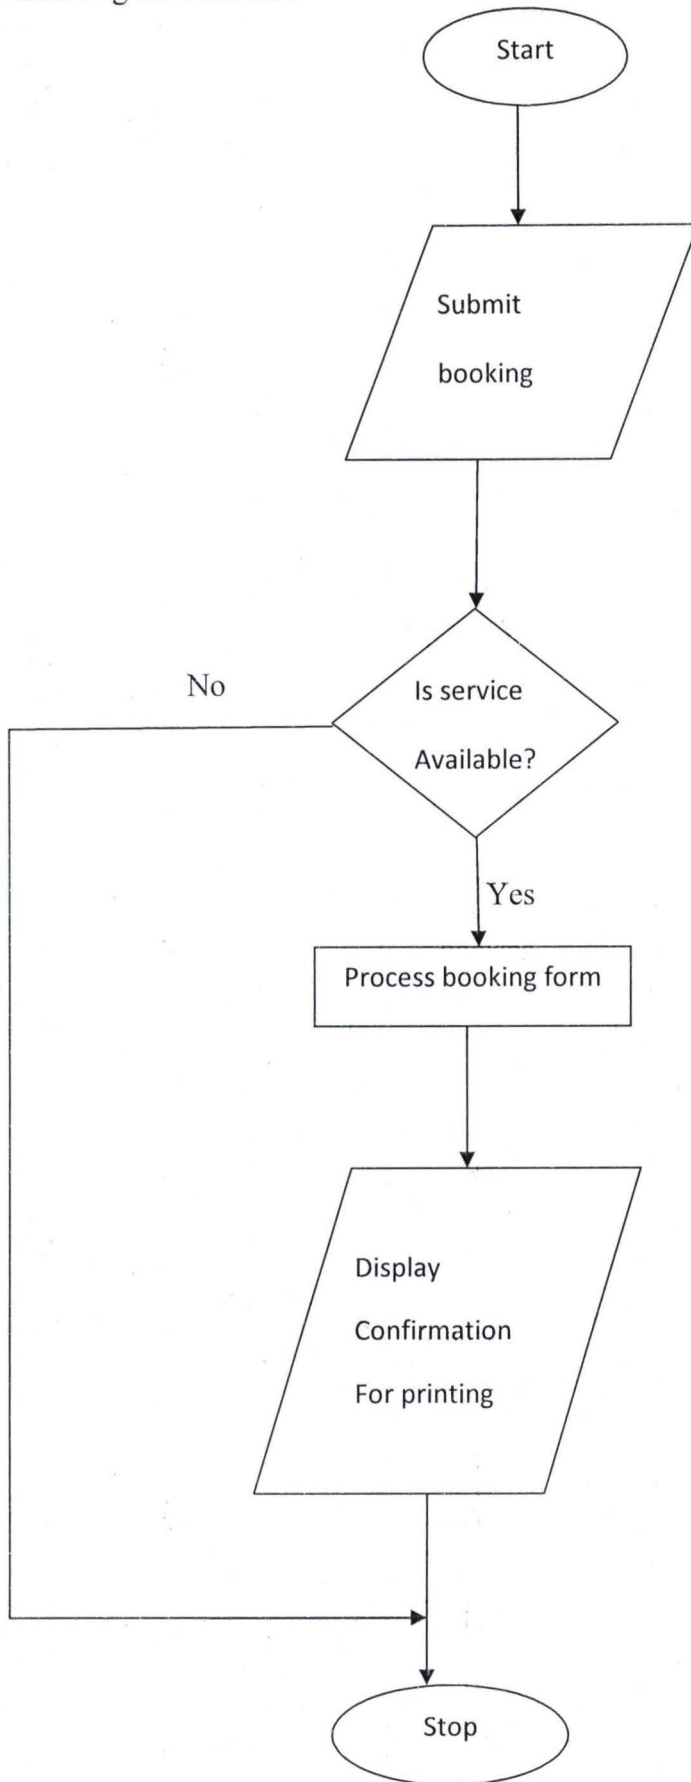 Start
Submit
booking
No
Is service
Available?
Yes
Process booking form
Display
Confirmation
For printing
Stop